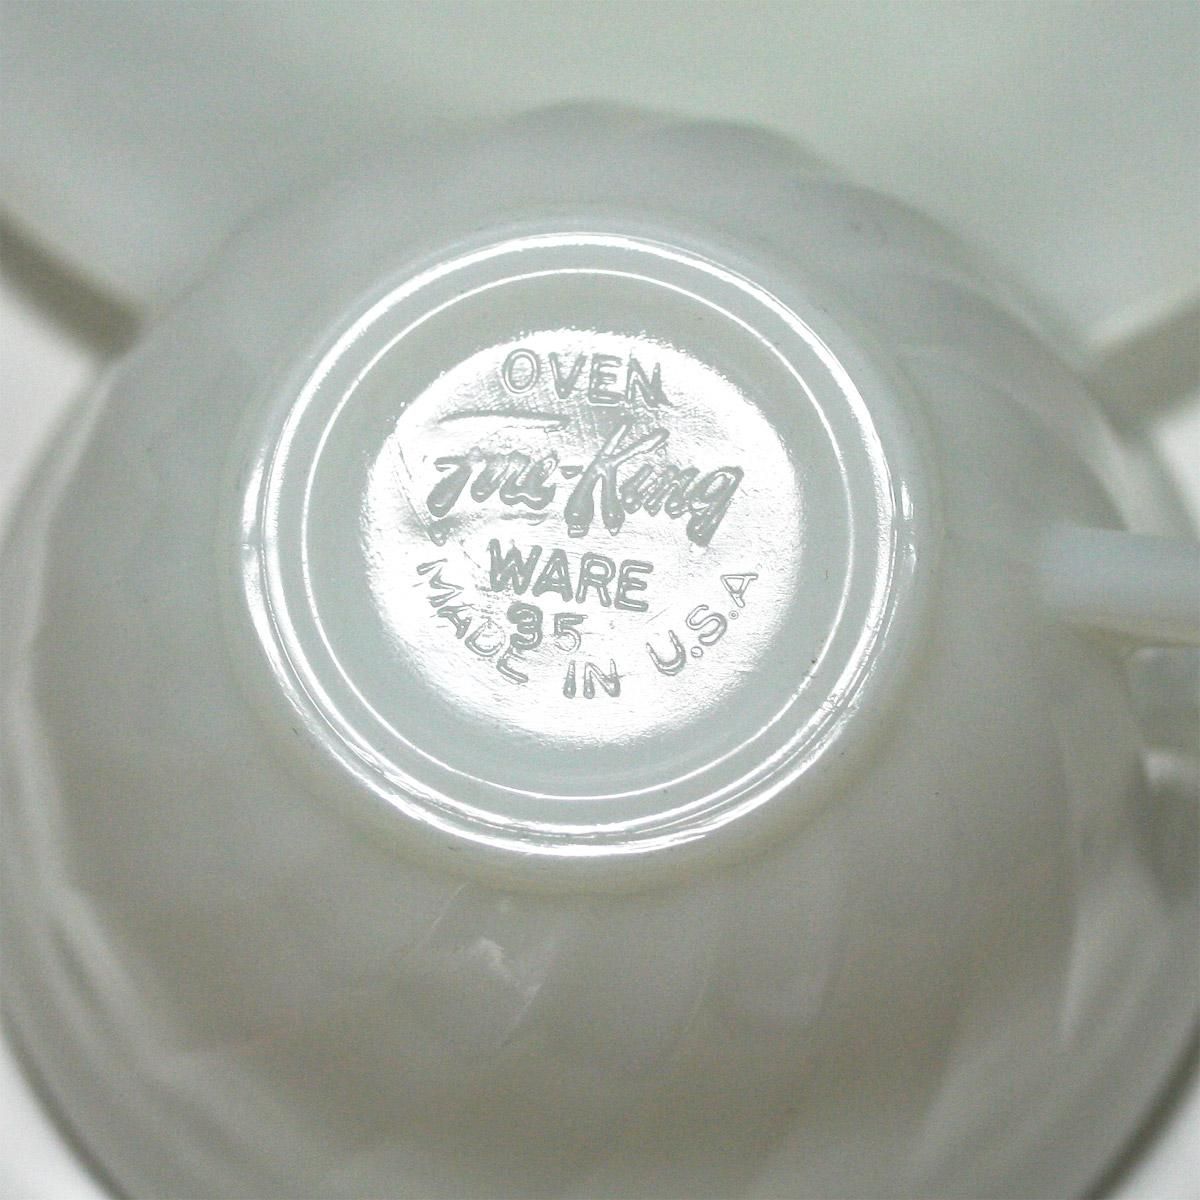 OVEN
Fire-King
WARE
35
MADE IN U.S.A